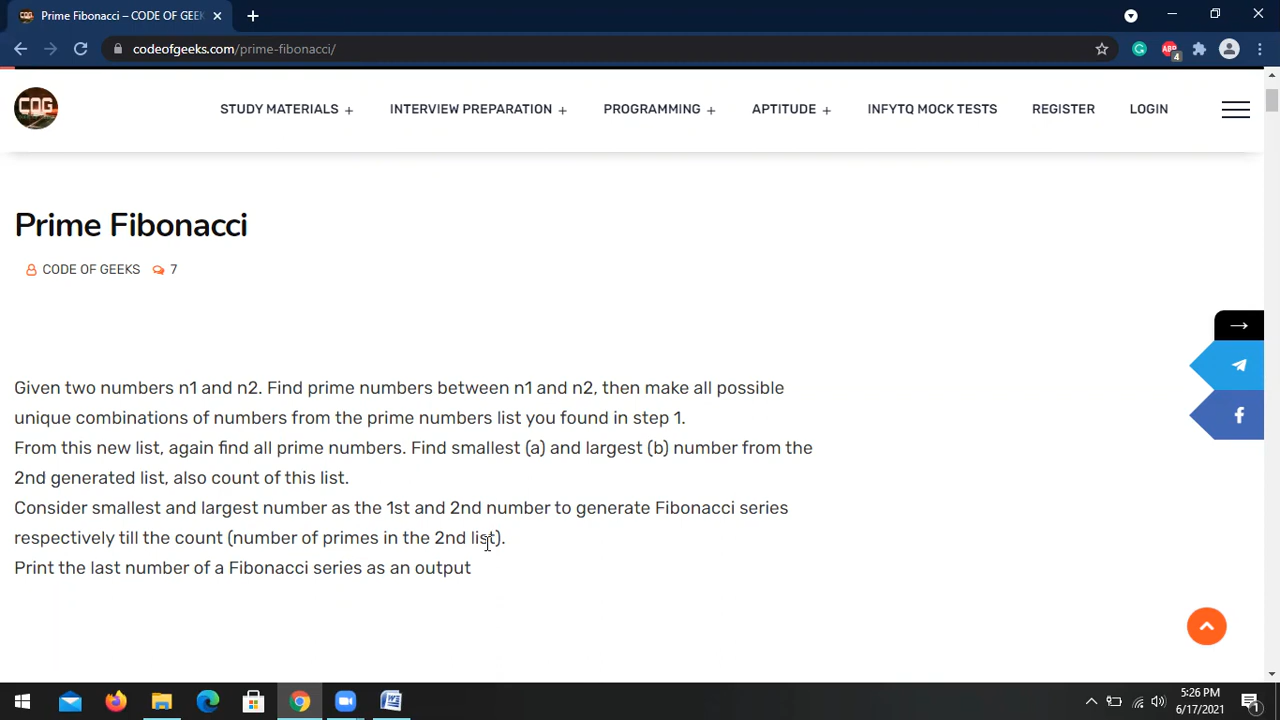 Prime Fibonacci – CODE OF GEEK
codeofgeeks.com/prime-fibonacci/
ABP
4
COG
STUDY MATERIALS +
INTERVIEW PREPARATION +
PROGRAMMING +
APTITUDE +
INFYTQ MOCK TESTS
REGISTER
LOGIN
Prime Fibonacci
CODE OF GEEKS
7
Given two numbers n1 and n2. Find prime numbers between n1 and n2, then make all possible
unique combinations of numbers from the prime numbers list you found in step 1.
From this new list, again find all prime numbers. Find smallest (a) and largest (b) number from the
2nd generated list, also count of this list.
Consider smallest and largest number as the 1st and 2nd number to generate Fibonacci series
respectively till the count (number of primes in the 2nd list).
Print the last number of a Fibonacci series as an output
5:26 PM
6/17/2021
1